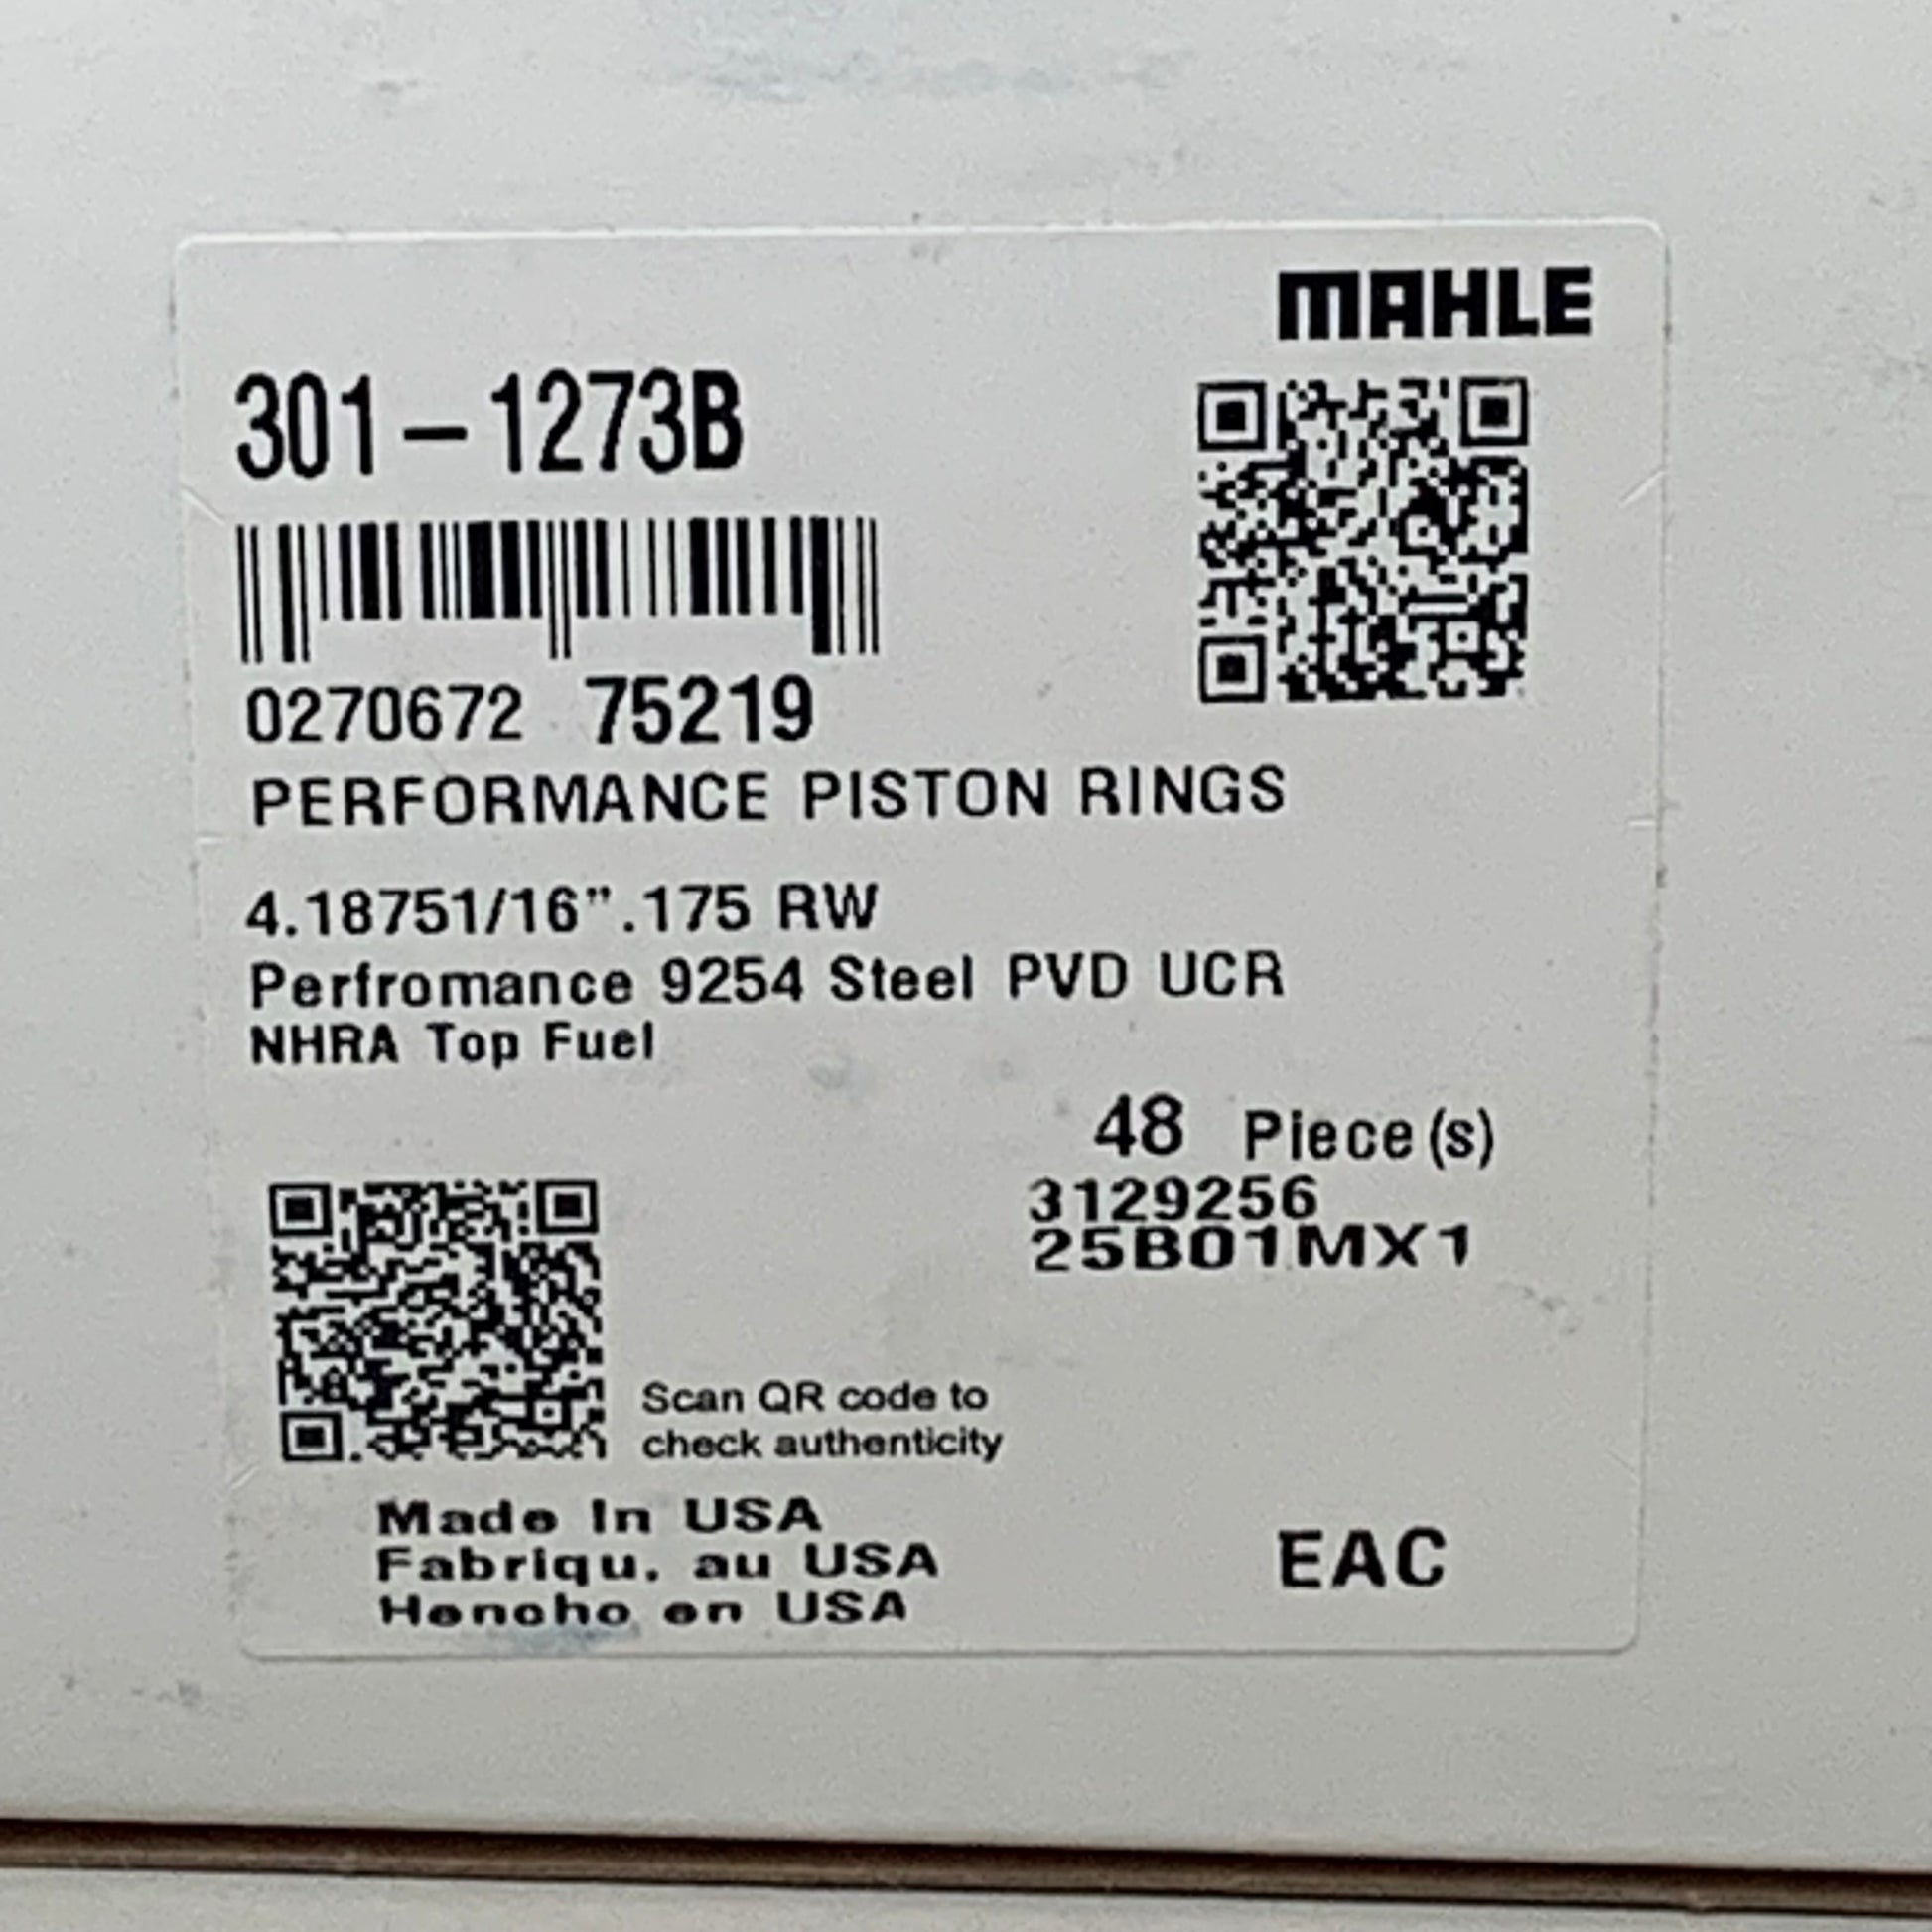 MAHLE
301-1273B
0270672 75219
PERFORMANCE PISTON RINGS
4.18751/16”.175 RW
Perfromance 9254 Steel PVD UCR
NHRA Top Fuel
48 Piece(s)
3129256
25B01MX1
Scan QR code to
check authenticity
Made In USA
Fabriqu. au USA
Hencho en USA
EAC